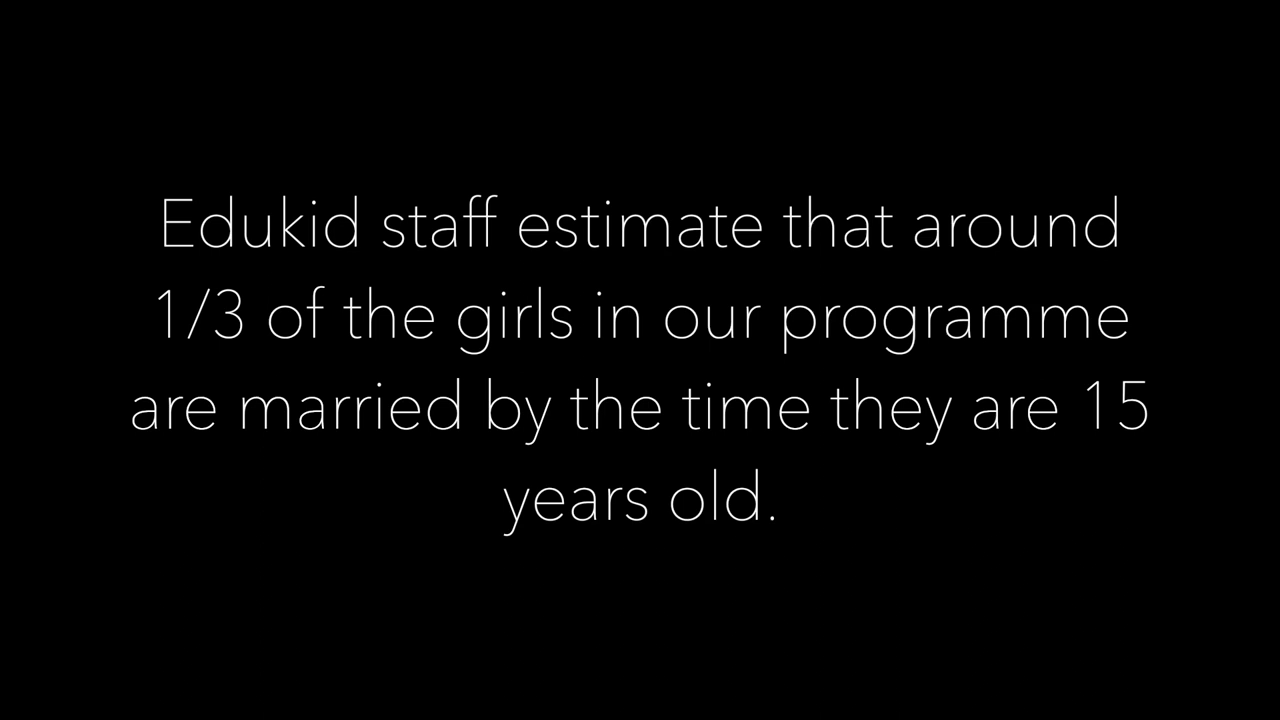 Edukid staff estimate that around
1/3 of the girls in our programme
are married by the time they are 15
years old.